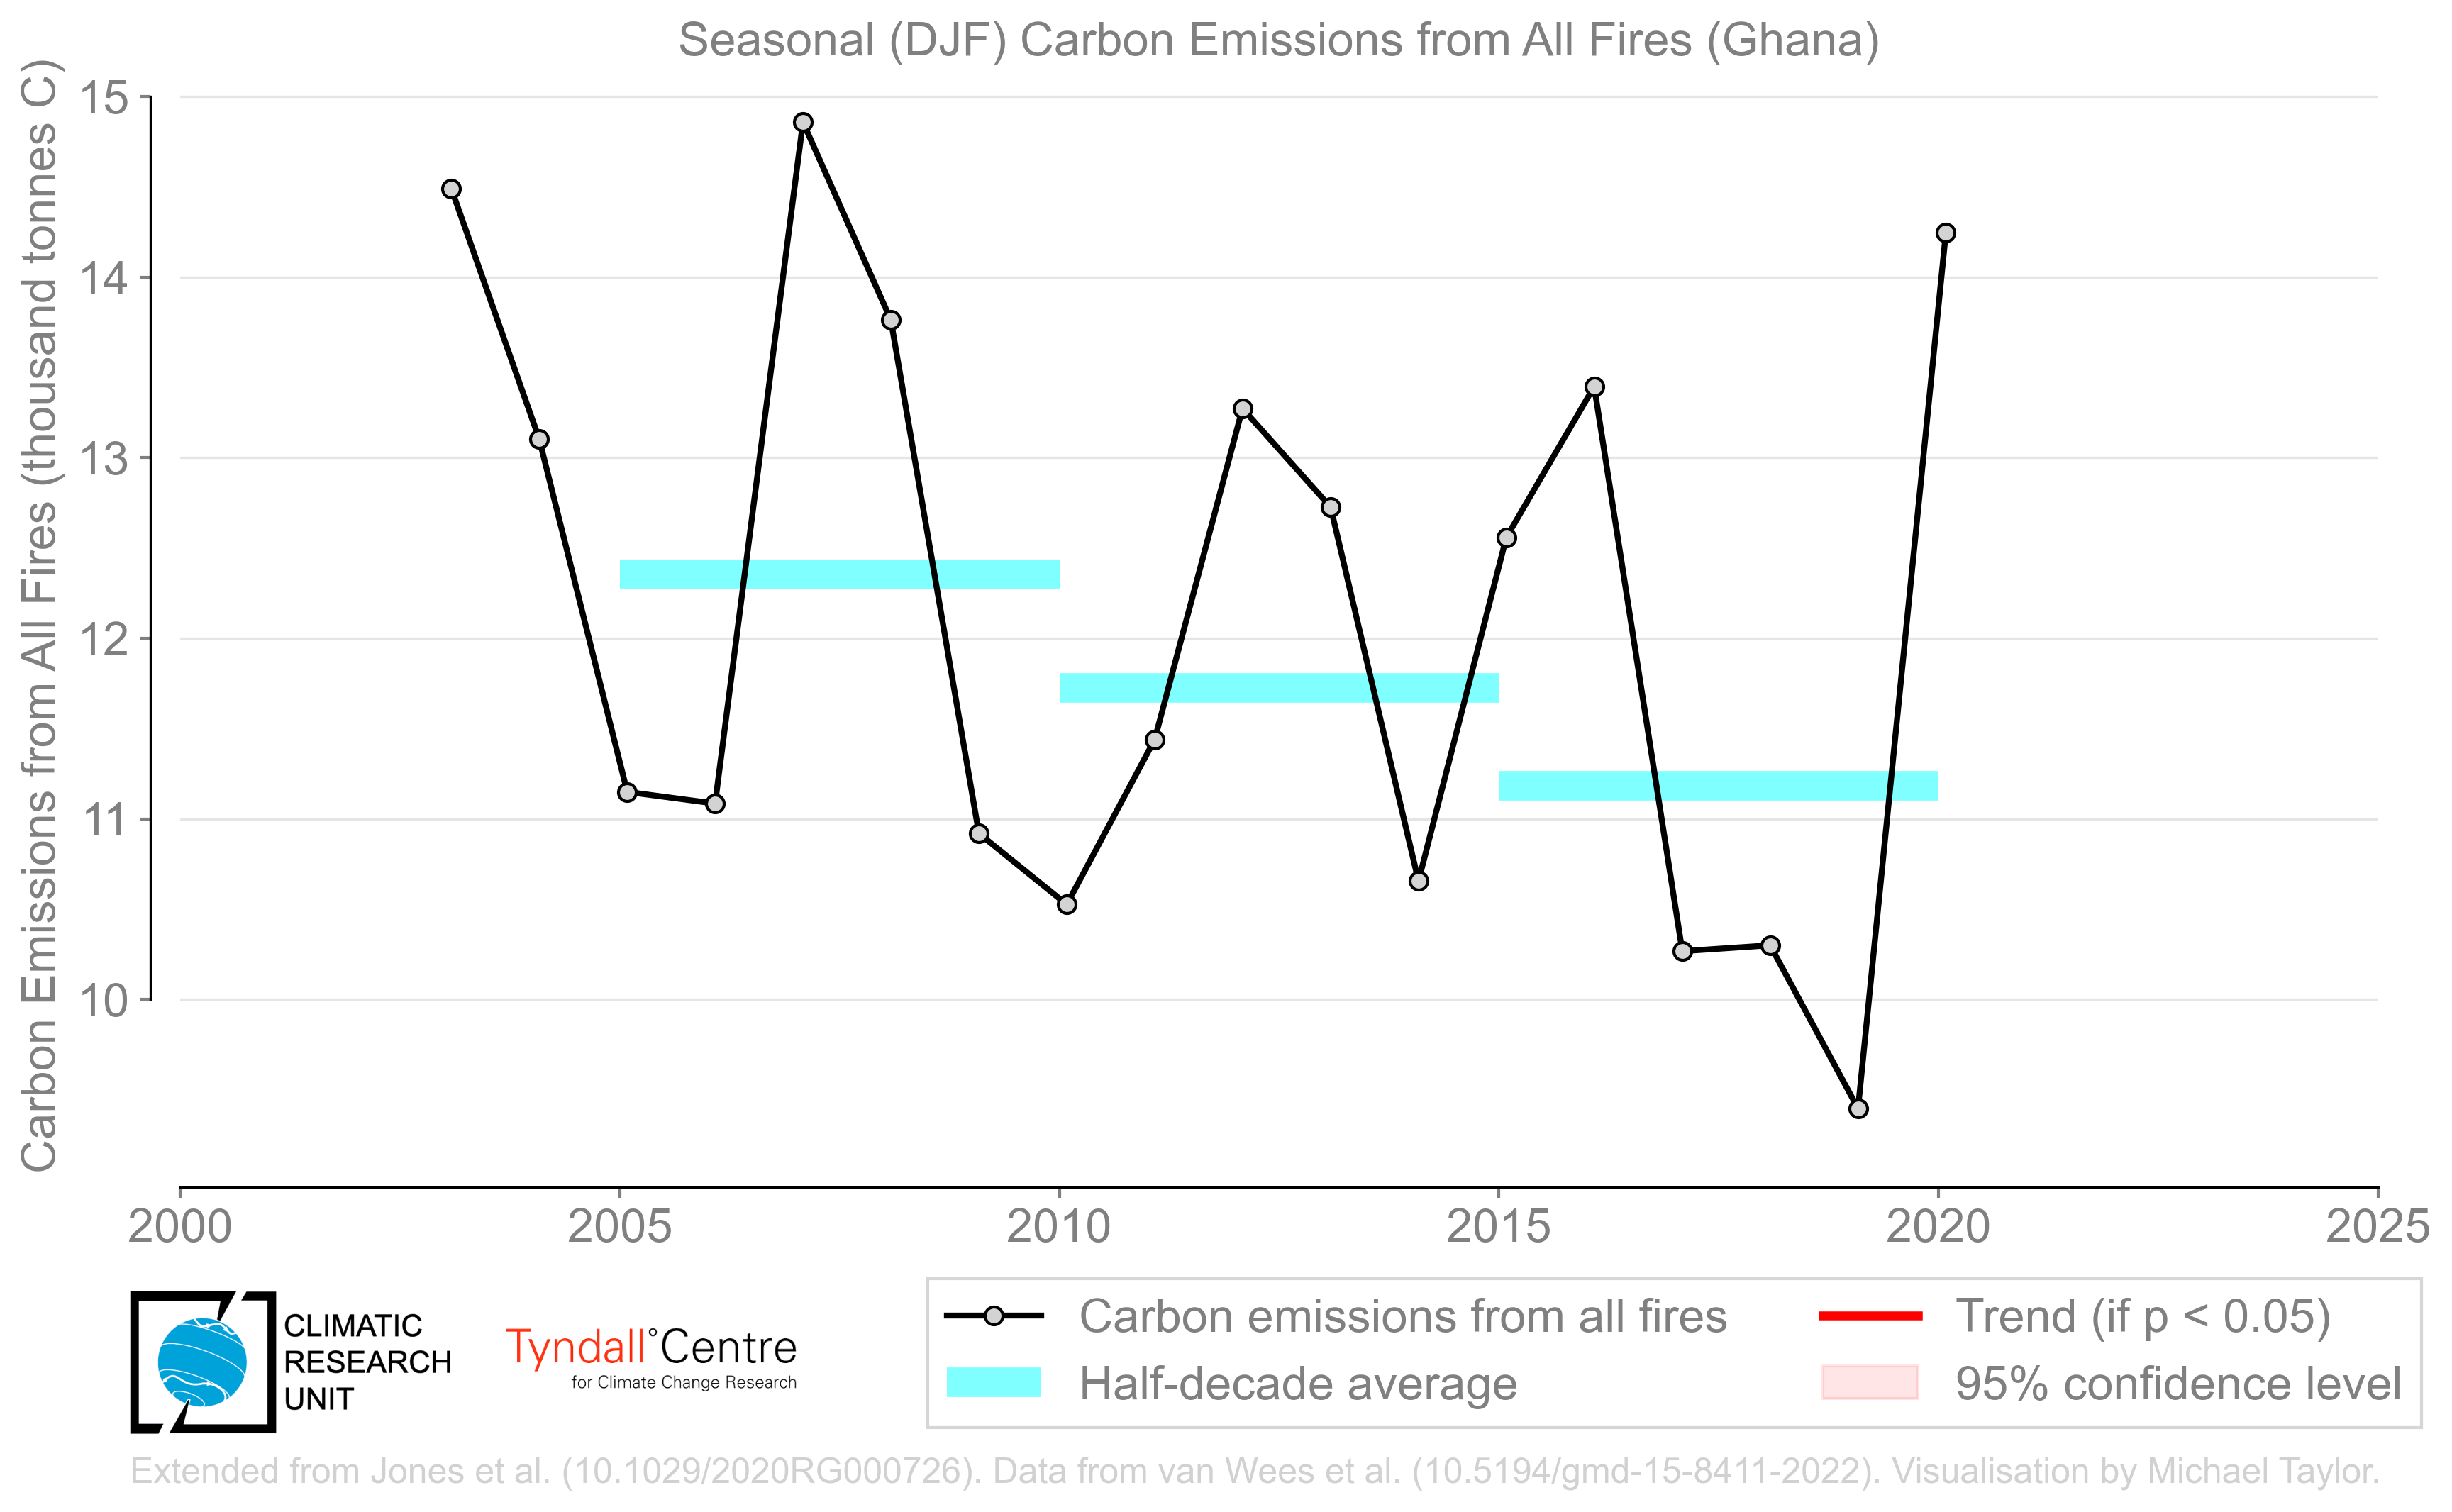 Seasonal (DJF) Carbon Emissions from All Fires (Ghana)
Carbon Emissions from All Fires (thousand tonnes C)
15
14
13
12
11
10
2000 2005 2010 2015 2020 2025
CLIMATIC
RESEARCH
UNIT
Tyndall°Centre
for Climate Change Research
Carbon emissions from all fires
Half-decade average
Trend (if p < 0.05)
95% confidence level
Extended from Jones et al. (10.1029/2020RG000726). Data from van Wees et al. (10.5194/gmd-15-8411-2022). Visualisation by Michael Taylor.